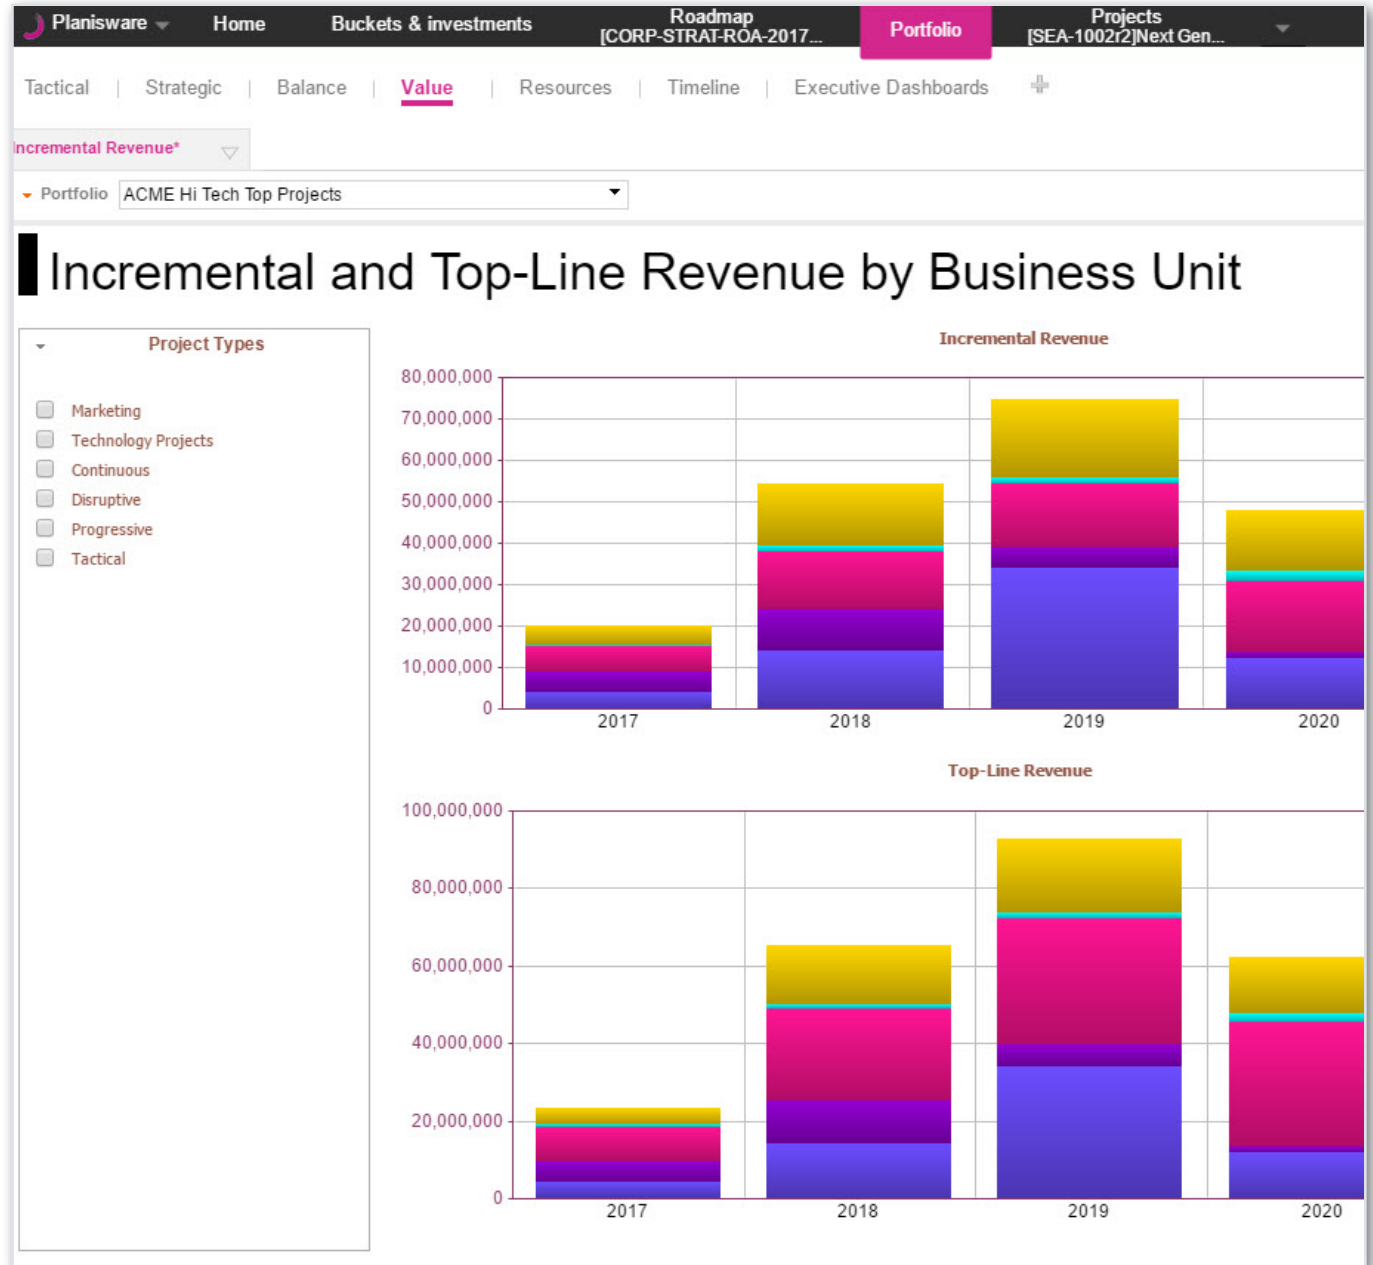 Planisware
Home
Buckets & investments
Roadmap
[CORP-STRAT-ROA-2017...
Portfolio
Projects
[SEA-1002r2]Next Gen...
Tactical | Strategic | Balance | Value | Resources | Timeline | Executive Dashboards
Incremental Revenue*
Portfolio ACME Hi Tech Top Projects
Incremental and Top-Line Revenue by Business Unit
Project Types
Marketing
Technology Projects
Continuous
Disruptive
Progressive
Tactical
Incremental Revenue
80,000,000
70,000,000
60,000,000
50,000,000
40,000,000
30,000,000
20,000,000
10,000,000
0
2017 2018 2019 2020
Top-Line Revenue
100,000,000
80,000,000
60,000,000
40,000,000
20,000,000
0
2017 2018 2019 2020